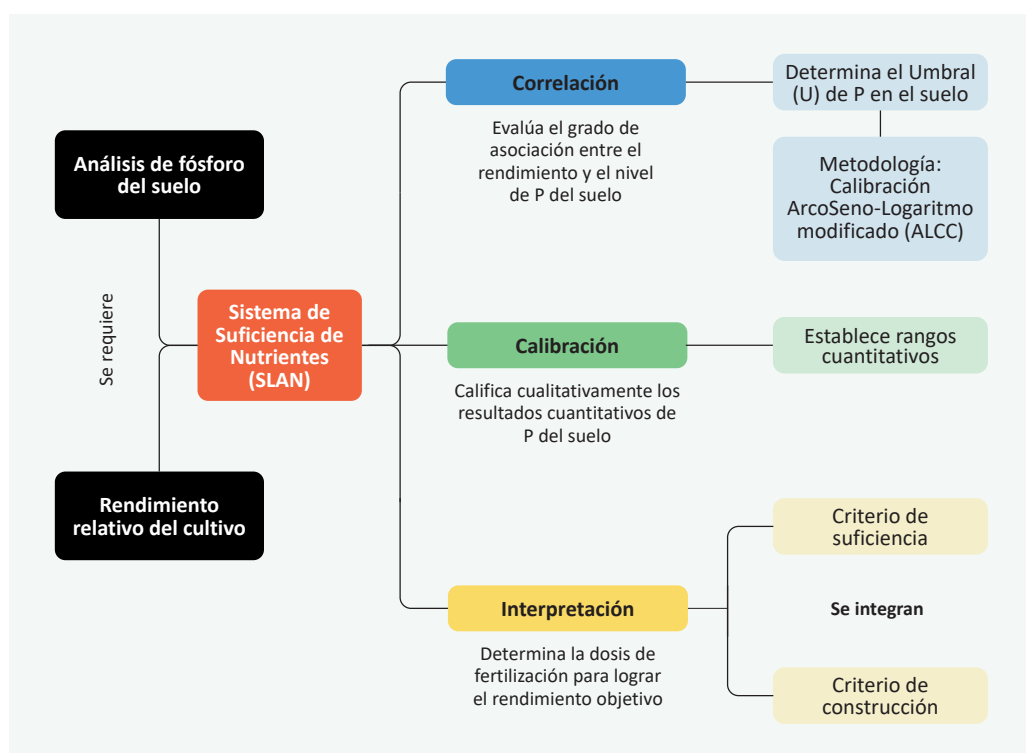 Análisis de fósforo
del suelo
Se requiere
Rendimiento
relativo del cultivo
Sistema de
Suficiencia de
Nutrientes
(SLAN)
Correlación
Evalúa el grado de
asociación entre el
rendimiento y el nivel
de P del suelo
Determina el Umbral
(U) de P en el suelo
Metodología:
Calibración
ArcoSeno-Logaritmo
modificado (ALCC)
Calibración
Califica cualitativamente los
resultados cuantitativos de
P del suelo
Establece rangos
cuantitativos
Interpretación
Determina la dosis de
fertilización para lograr
el rendimiento objetivo
Criterio de
suficiencia
Se integran
Criterio de
construcción